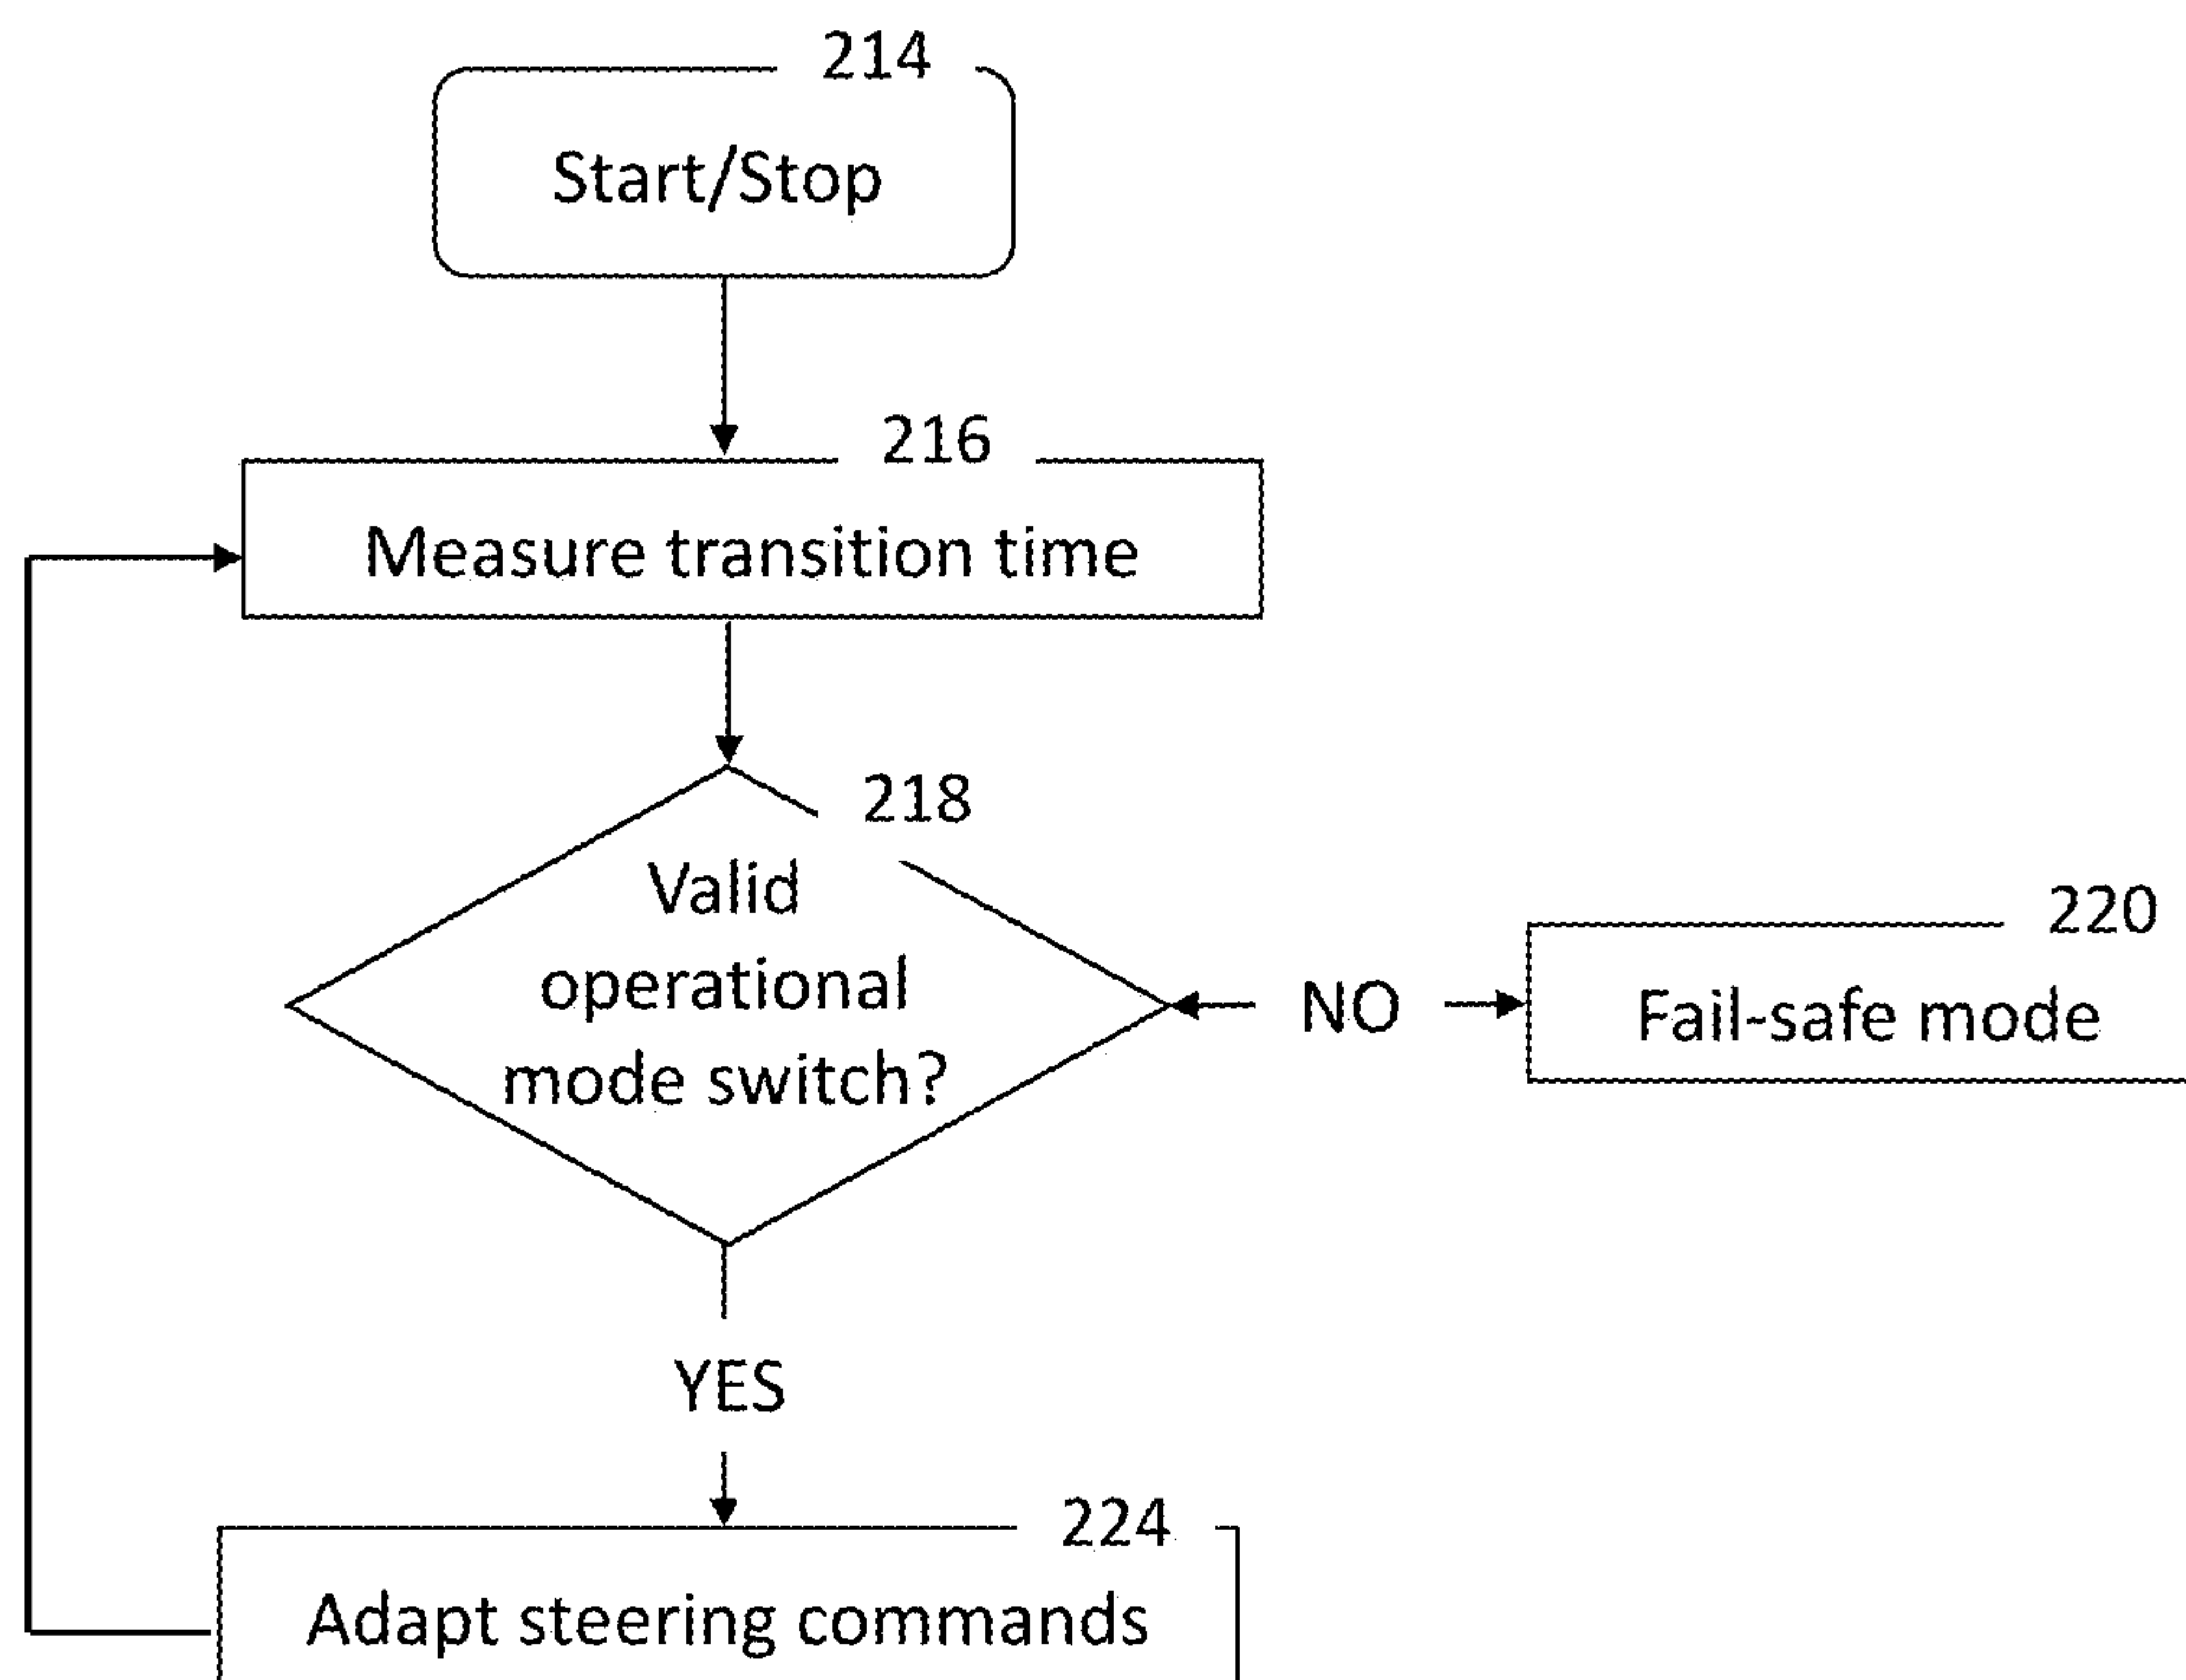 214
Start/Stop
216
Measure transition time
218
Valid
operational
mode switch?
NO
220
Fail-safe mode
YES
224
Adapt steering commands